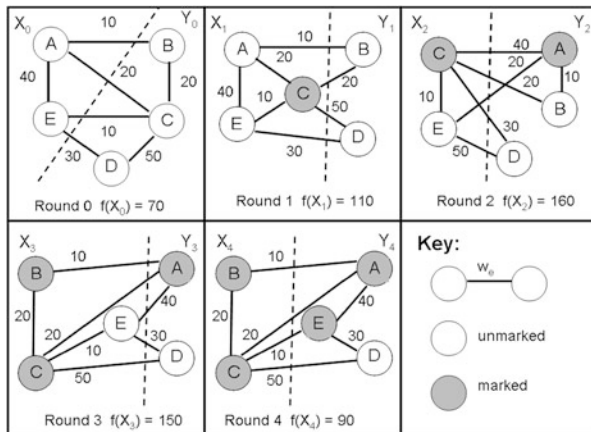 X₀ Y₀
10
A B
20
40 20
E 10 C
30 50
D
Round 0 f(X₀) = 70
X₁ Y₁
10
A B
30 20
40 C
10 50
E D
30
Round 1 f(X₁) = 110
X₂ Y₂
C 40 A
20
20 10
10 B
E 30
50 D
Round 2 f(X₂) = 160
X₃ Y₃
10
B A
40
20 E
20 30
10 D
C 50
Round 3 f(X₃) = 150
X₄ Y₄
10
B A
40
20 E
20 30
10 D
C 50
Round 4 f(X₄) = 90
Key:
wₑ
unmarked
marked